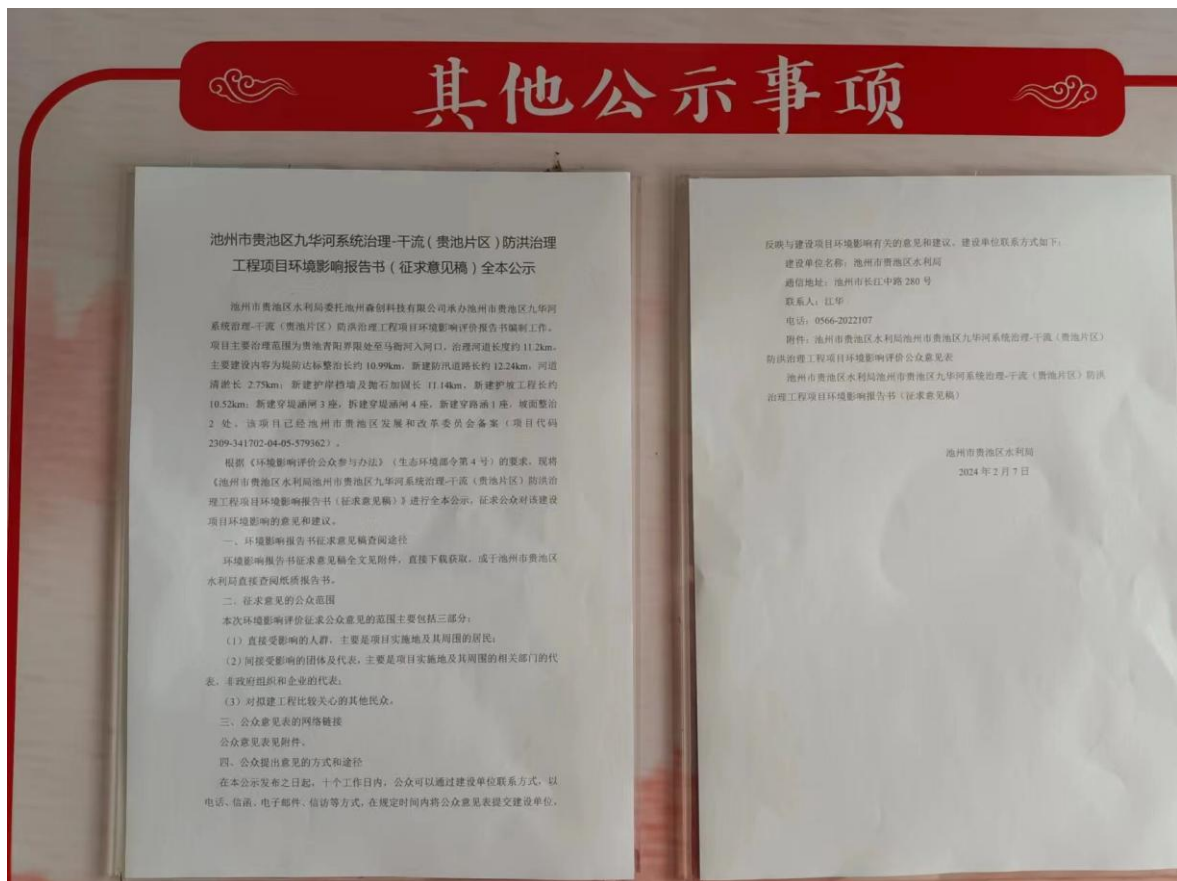 其他公示事项
池州市贵池区九华河系统治理-干流（贵池片区）防洪治理
工程项目环境影响报告书（征求意见稿）全本公示
池州市贵池区水利局委托池州森创科技有限公司承办池州市贵池区九华河
系统治理-干流（贵池片区）防洪治理工程项目环境影响评价报告书编制工作。
项目主要治理范围为贵池青阳界限处至马衙河入河口，治理河道长度约 11.2km。
主要建设内容为堤防达标整治长约 10.99km，新建防汛道路长约 12.24km，河道
清淤长 2.75km；新建护岸挡墙及抛石加固长 11.14km，新建护坡工程长约
10.52km；新建穿堤涵闸 3 座，拆建穿堤涵闸 4 座，新建穿路涵 1 座，坡面整治
2 处。该项目已经池州市贵池区发展和改革委员会备案（项目代码
2309-341702-04-05-579362）。
根据《环境影响评价公众参与办法》（生态环境部令第 4 号）的要求，现将
《池州市贵池区水利局池州市贵池区九华河系统治理-干流（贵池片区）防洪治
理工程项目环境影响报告书（征求意见稿）》进行全本公示，征求公众对该建设
项目环境影响的意见和建议。
一、环境影响报告书征求意见稿查阅途径
环境影响报告书征求意见稿全文见附件，直接下载获取，或于池州市贵池区
水利局直接查阅纸质报告书。
二、征求意见的公众范围
本次环境影响评价征求公众意见的范围主要包括三部分：
（1）直接受影响的人群，主要是项目实施地及其周围的居民；
（2）间接受影响的团体及代表，主要是项目实施地及其周围的相关部门的代
表、非政府组织和企业的代表；
（3）对拟建工程比较关心的其他民众。
三、公众意见表的网络链接
公众意见表见附件。
四、公众提出意见的方式和途径
在本公示发布之日起，十个工作日内，公众可以通过建设单位联系方式，以
电话、信函、电子邮件、信访等方式，在规定时间内将公众意见表提交建设单位，
反映与建设项目环境影响有关的意见和建议。建设单位联系方式如下：
建设单位名称：池州市贵池区水利局
通信地址：池州市长江中路 280 号
联系人：江华
电话：0566-2022107
附件：池州市贵池区水利局池州市贵池区九华河系统治理-干流（贵池片区）
防洪治理工程项目环境影响评价公众意见表
池州市贵池区水利局池州市贵池区九华河系统治理-干流（贵池片区）防洪
治理工程项目环境影响报告书（征求意见稿）
池州市贵池区水利局
2024 年 2 月 7 日